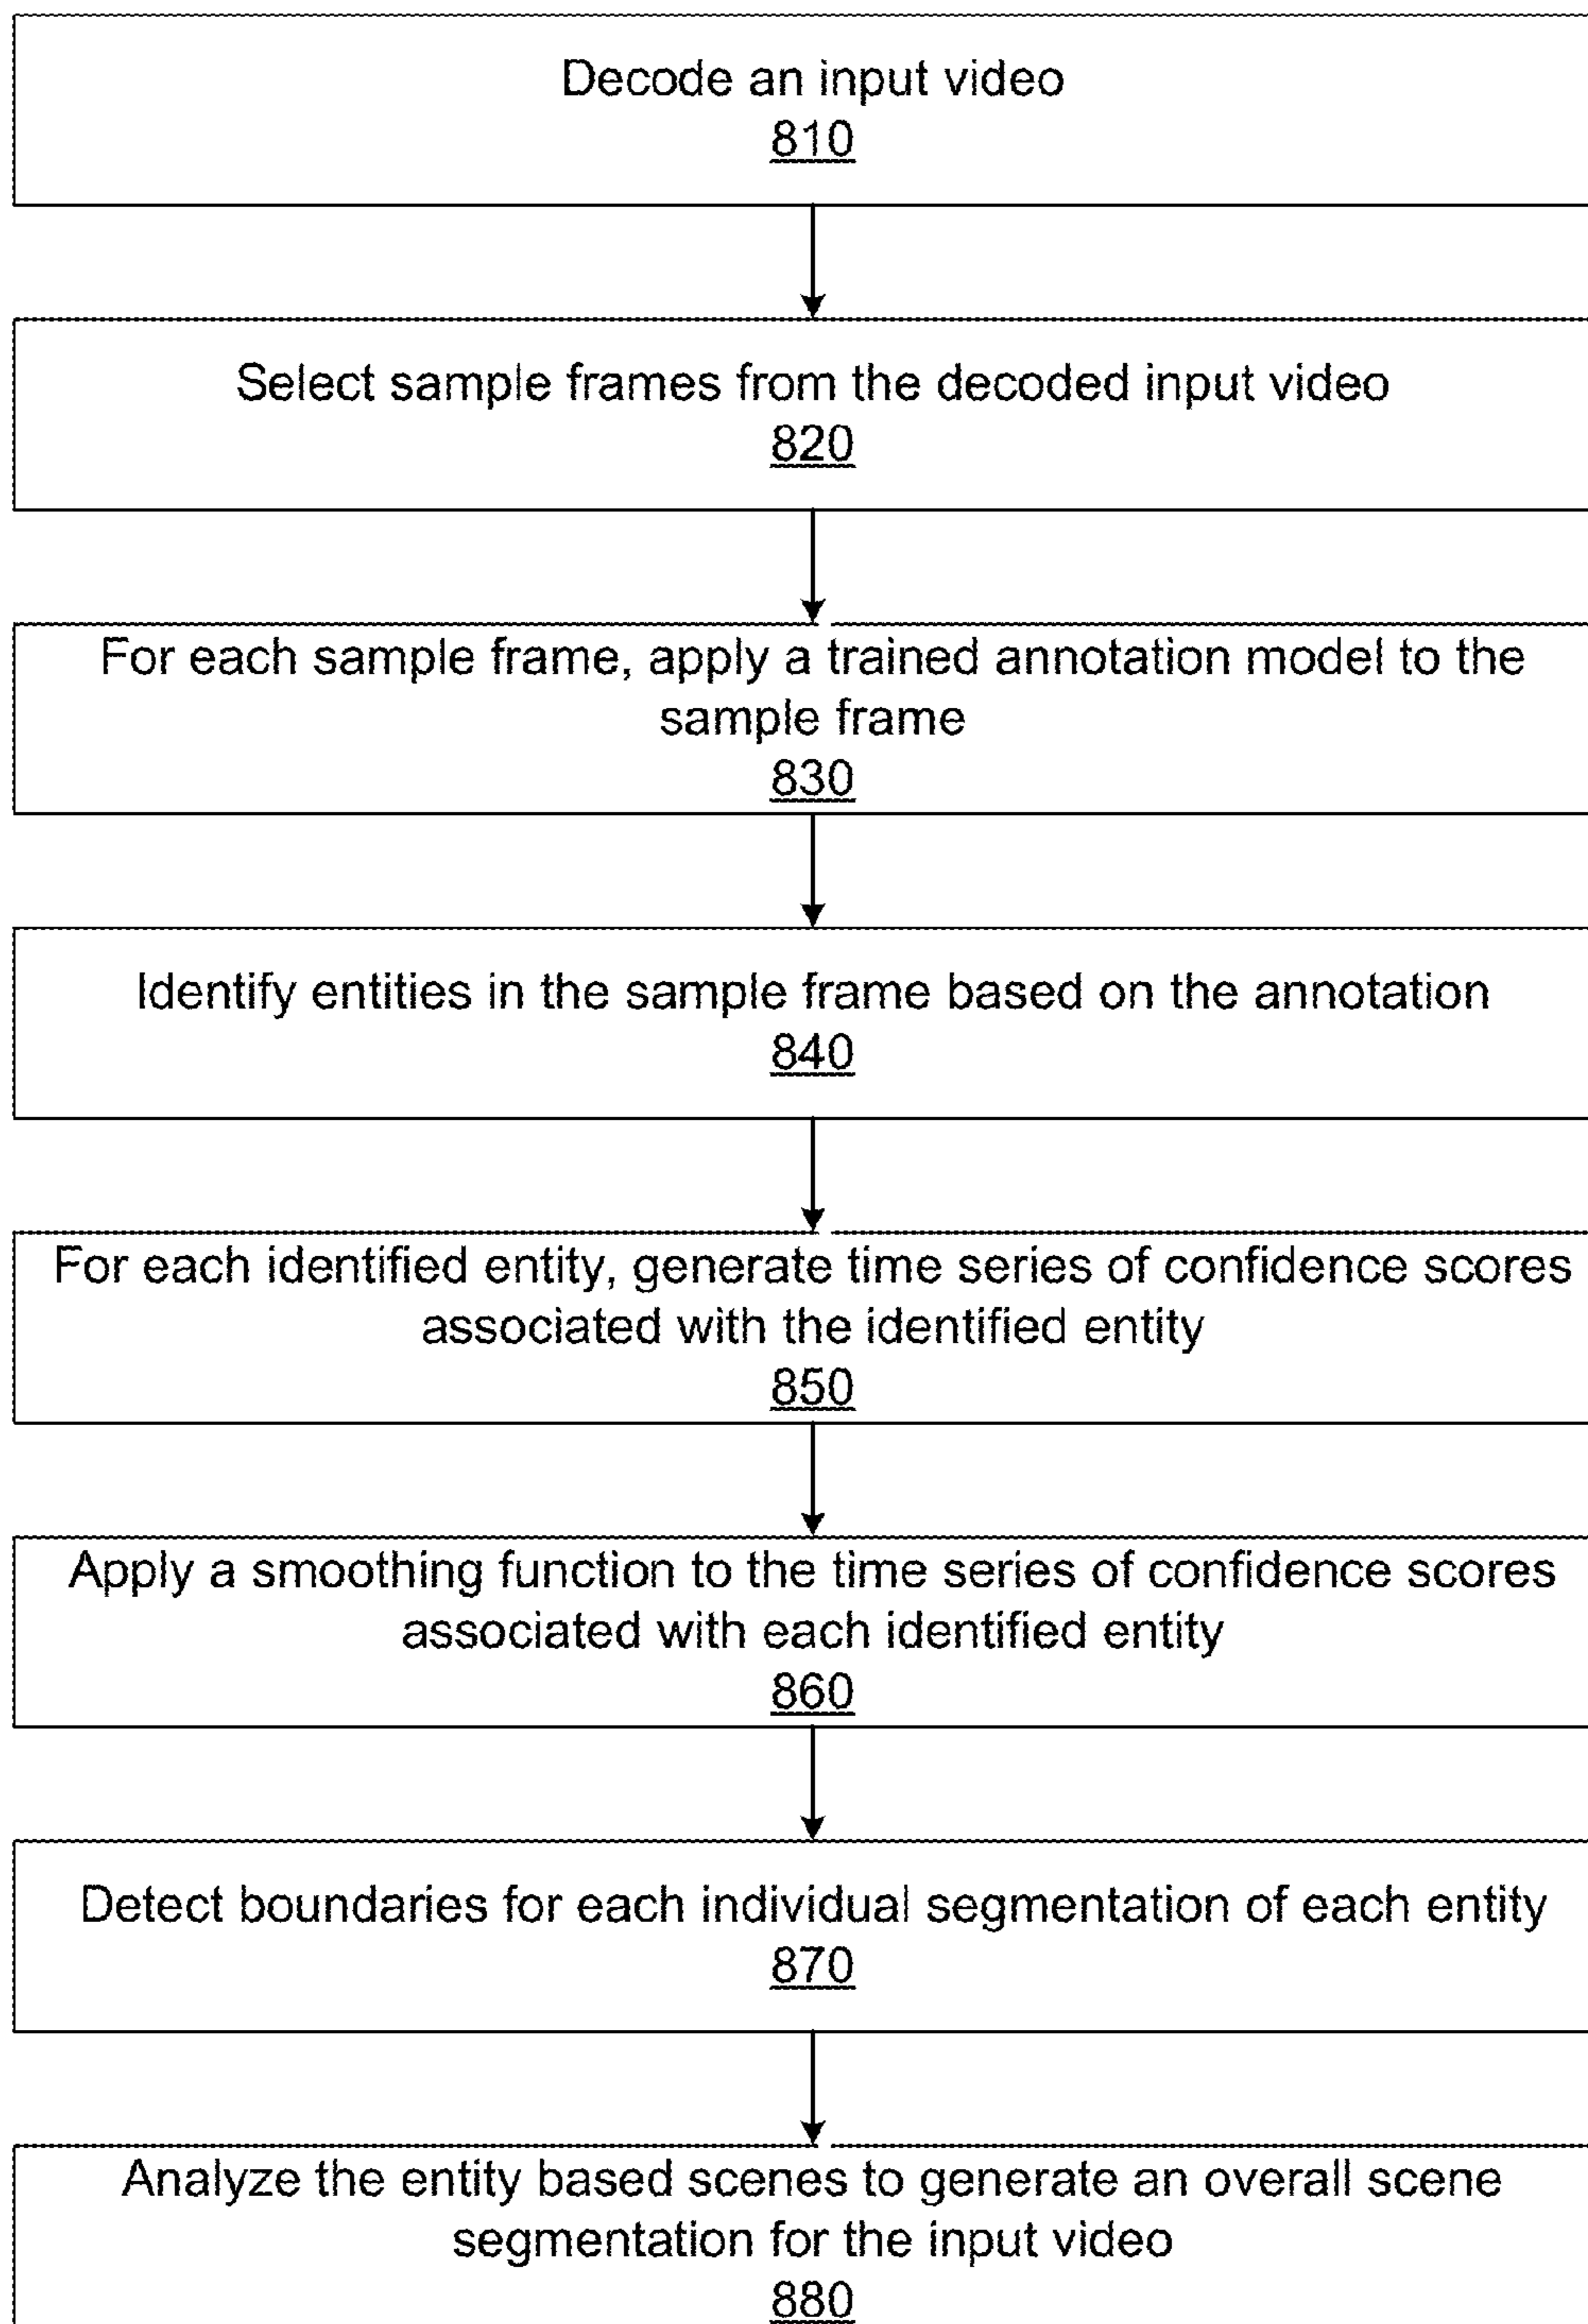 Decode an input video
810
Select sample frames from the decoded input video
820
For each sample frame, apply a trained annotation model to the
sample frame
830
Identify entities in the sample frame based on the annotation
840
For each identified entity, generate time series of confidence scores
associated with the identified entity
850
Apply a smoothing function to the time series of confidence scores
associated with each identified entity
860
Detect boundaries for each individual segmentation of each entity
870
Analyze the entity based scenes to generate an overall scene
segmentation for the input video
880